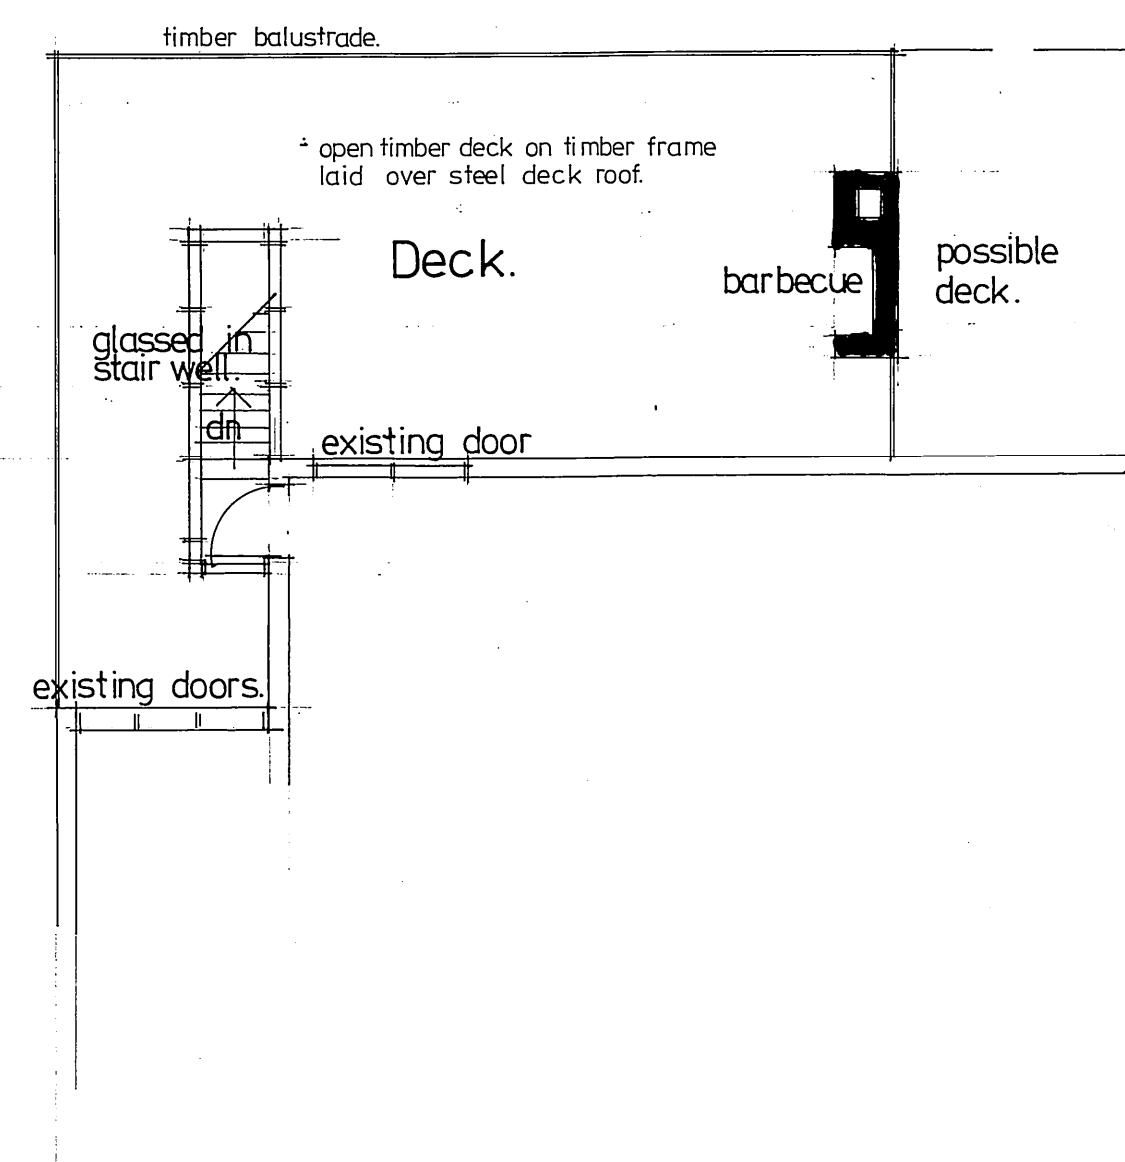 timber balustrade.
open timber deck on timber frame
laid over steel deck roof.
Deck.
possible
deck.
barbecue
glassed in
stair well.
dn
existing door
existing doors.